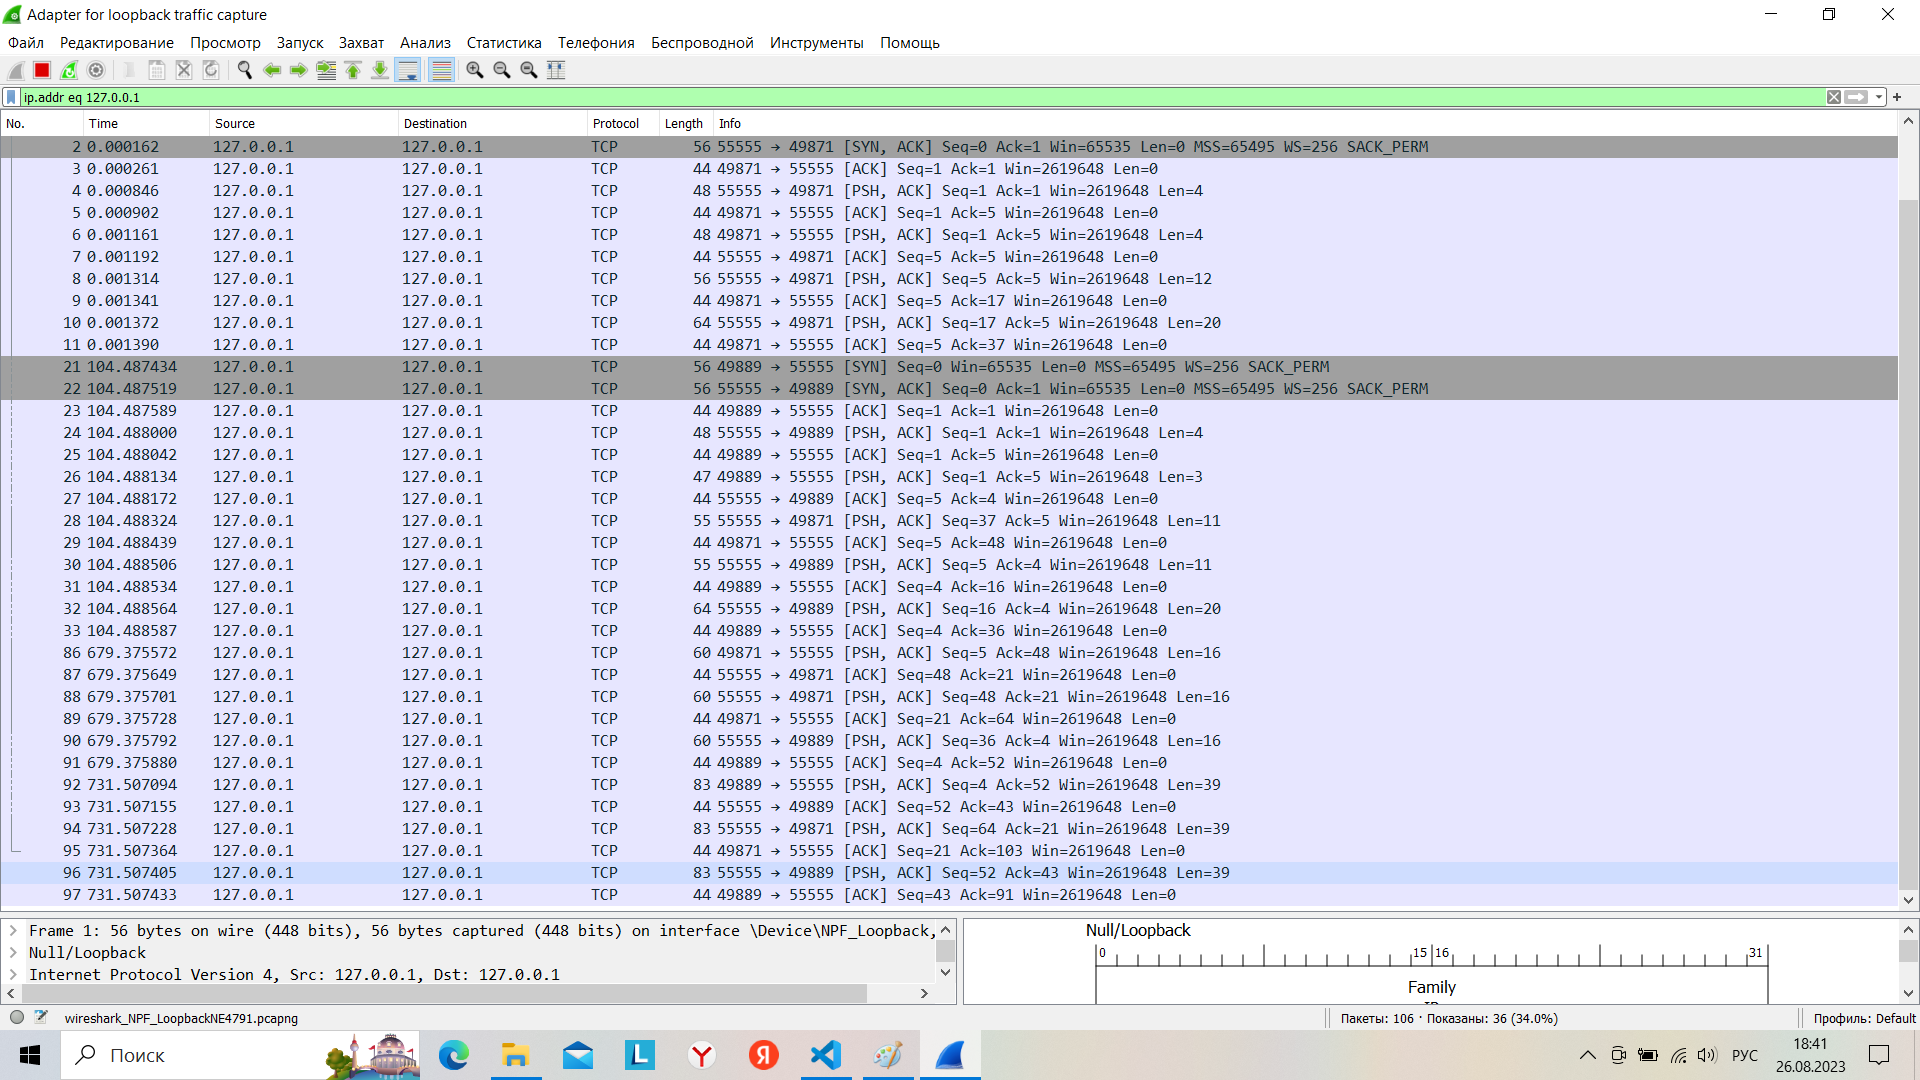 Adapter for loopback traffic capture
Файл Редактирование Просмотр Запуск Захват Анализ Статистика Телефония Беспроводной Инструменты Помощь
ip.addr eq 127.0.0.1
No. Time Source Destination Protocol Length Info
2 0.000162 127.0.0.1 127.0.0.1 TCP 56 55555 → 49871 [SYN, ACK] Seq=0 Ack=1 Win=65535 Len=0 MSS=65495 WS=256 SACK_PERM
3 0.000261 127.0.0.1 127.0.0.1 TCP 44 49871 → 55555 [ACK] Seq=1 Ack=1 Win=2619648 Len=0
4 0.000846 127.0.0.1 127.0.0.1 TCP 48 55555 → 49871 [PSH, ACK] Seq=1 Ack=1 Win=2619648 Len=4
5 0.000902 127.0.0.1 127.0.0.1 TCP 44 49871 → 55555 [ACK] Seq=1 Ack=5 Win=2619648 Len=0
6 0.001161 127.0.0.1 127.0.0.1 TCP 48 49871 → 55555 [PSH, ACK] Seq=1 Ack=5 Win=2619648 Len=4
7 0.001192 127.0.0.1 127.0.0.1 TCP 44 55555 → 49871 [ACK] Seq=5 Ack=5 Win=2619648 Len=0
8 0.001314 127.0.0.1 127.0.0.1 TCP 56 55555 → 49871 [PSH, ACK] Seq=5 Ack=5 Win=2619648 Len=12
9 0.001341 127.0.0.1 127.0.0.1 TCP 44 49871 → 55555 [ACK] Seq=5 Ack=17 Win=2619648 Len=0
10 0.001372 127.0.0.1 127.0.0.1 TCP 64 55555 → 49871 [PSH, ACK] Seq=17 Ack=5 Win=2619648 Len=20
11 0.001390 127.0.0.1 127.0.0.1 TCP 44 49871 → 55555 [ACK] Seq=5 Ack=37 Win=2619648 Len=0
21 104.487434 127.0.0.1 127.0.0.1 TCP 56 49889 → 55555 [SYN] Seq=0 Win=65535 Len=0 MSS=65495 WS=256 SACK_PERM
22 104.487519 127.0.0.1 127.0.0.1 TCP 56 55555 → 49889 [SYN, ACK] Seq=0 Ack=1 Win=65535 Len=0 MSS=65495 WS=256 SACK_PERM
23 104.487589 127.0.0.1 127.0.0.1 TCP 44 49889 → 55555 [ACK] Seq=1 Ack=1 Win=2619648 Len=0
24 104.488000 127.0.0.1 127.0.0.1 TCP 48 55555 → 49889 [PSH, ACK] Seq=1 Ack=1 Win=2619648 Len=4
25 104.488042 127.0.0.1 127.0.0.1 TCP 44 49889 → 55555 [ACK] Seq=1 Ack=5 Win=2619648 Len=0
26 104.488134 127.0.0.1 127.0.0.1 TCP 47 49889 → 55555 [PSH, ACK] Seq=1 Ack=5 Win=2619648 Len=3
27 104.488172 127.0.0.1 127.0.0.1 TCP 44 55555 → 49889 [ACK] Seq=5 Ack=4 Win=2619648 Len=0
28 104.488324 127.0.0.1 127.0.0.1 TCP 55 55555 → 49871 [PSH, ACK] Seq=37 Ack=5 Win=2619648 Len=11
29 104.488439 127.0.0.1 127.0.0.1 TCP 44 49871 → 55555 [ACK] Seq=5 Ack=48 Win=2619648 Len=0
30 104.488506 127.0.0.1 127.0.0.1 TCP 55 55555 → 49889 [PSH, ACK] Seq=5 Ack=4 Win=2619648 Len=11
31 104.488534 127.0.0.1 127.0.0.1 TCP 44 49889 → 55555 [ACK] Seq=4 Ack=16 Win=2619648 Len=0
32 104.488564 127.0.0.1 127.0.0.1 TCP 64 55555 → 49889 [PSH, ACK] Seq=16 Ack=4 Win=2619648 Len=20
33 104.488587 127.0.0.1 127.0.0.1 TCP 44 49889 → 55555 [ACK] Seq=4 Ack=36 Win=2619648 Len=0
86 679.375572 127.0.0.1 127.0.0.1 TCP 60 49871 → 55555 [PSH, ACK] Seq=5 Ack=48 Win=2619648 Len=16
87 679.375649 127.0.0.1 127.0.0.1 TCP 44 55555 → 49871 [ACK] Seq=48 Ack=21 Win=2619648 Len=0
88 679.375701 127.0.0.1 127.0.0.1 TCP 60 55555 → 49871 [PSH, ACK] Seq=48 Ack=21 Win=2619648 Len=16
89 679.375728 127.0.0.1 127.0.0.1 TCP 44 49871 → 55555 [ACK] Seq=21 Ack=64 Win=2619648 Len=0
90 679.375792 127.0.0.1 127.0.0.1 TCP 60 55555 → 49889 [PSH, ACK] Seq=36 Ack=4 Win=2619648 Len=16
91 679.375880 127.0.0.1 127.0.0.1 TCP 44 49889 → 55555 [ACK] Seq=4 Ack=52 Win=2619648 Len=0
92 731.507094 127.0.0.1 127.0.0.1 TCP 83 49889 → 55555 [PSH, ACK] Seq=4 Ack=52 Win=2619648 Len=39
93 731.507155 127.0.0.1 127.0.0.1 TCP 44 55555 → 49889 [ACK] Seq=52 Ack=43 Win=2619648 Len=0
94 731.507228 127.0.0.1 127.0.0.1 TCP 83 55555 → 49871 [PSH, ACK] Seq=64 Ack=21 Win=2619648 Len=39
95 731.507364 127.0.0.1 127.0.0.1 TCP 44 49871 → 55555 [ACK] Seq=21 Ack=103 Win=2619648 Len=0
96 731.507405 127.0.0.1 127.0.0.1 TCP 83 55555 → 49889 [PSH, ACK] Seq=52 Ack=43 Win=2619648 Len=39
97 731.507433 127.0.0.1 127.0.0.1 TCP 44 49889 → 55555 [ACK] Seq=43 Ack=91 Win=2619648 Len=0
Frame 1: 56 bytes on wire (448 bits), 56 bytes captured (448 bits) on interface \Device\NPF_Loopback,
Null/Loopback
Internet Protocol Version 4, Src: 127.0.0.1, Dst: 127.0.0.1
Null/Loopback
0 15 16 31
Family
wireshark_NPF_LoopbackNE4791.pcapng
Пакеты: 106 · Показаны: 36 (34.0%)
Профиль: Default
Поиск
РУС
18:41
26.08.2023